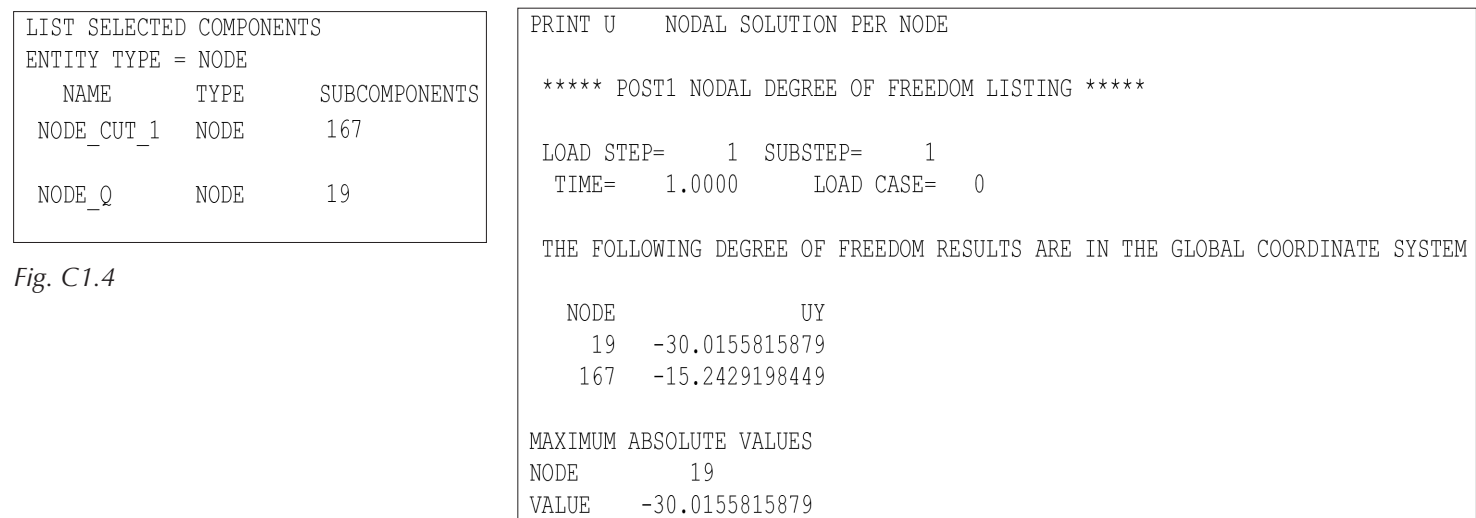 LIST SELECTED COMPONENTS
ENTITY TYPE = NODE
NAME TYPE SUBCOMPONENTS
NODE_CUT_1 NODE 167
NODE_Q NODE 19
Fig. C1.4
PRINT U NODAL SOLUTION PER NODE
***** POST1 NODAL DEGREE OF FREEDOM LISTING *****
LOAD STEP= 1 SUBSTEP= 1
TIME= 1.0000 LOAD CASE= 0
THE FOLLOWING DEGREE OF FREEDOM RESULTS ARE IN THE GLOBAL COORDINATE SYSTEM
NODE UY
19 -30.0155815879
167 -15.2429198449
MAXIMUM ABSOLUTE VALUES
NODE 19
VALUE -30.0155815879